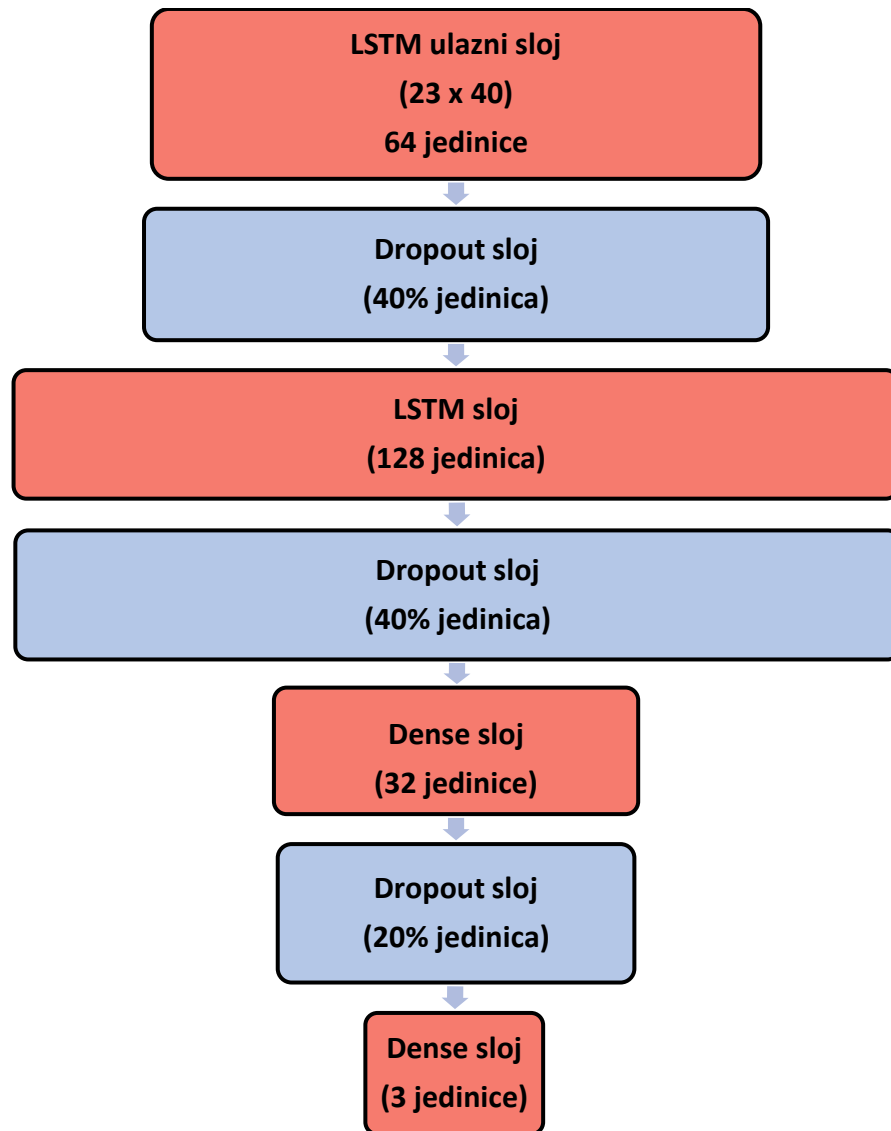 LSTM ulazni sloj
(23 x 40)
64 jedinice
Dropout sloj
(40% jedinica)
LSTM sloj
(128 jedinica)
Dropout sloj
(40% jedinica)
Dense sloj
(32 jedinice)
Dropout sloj
(20% jedinica)
Dense sloj
(3 jedinice)